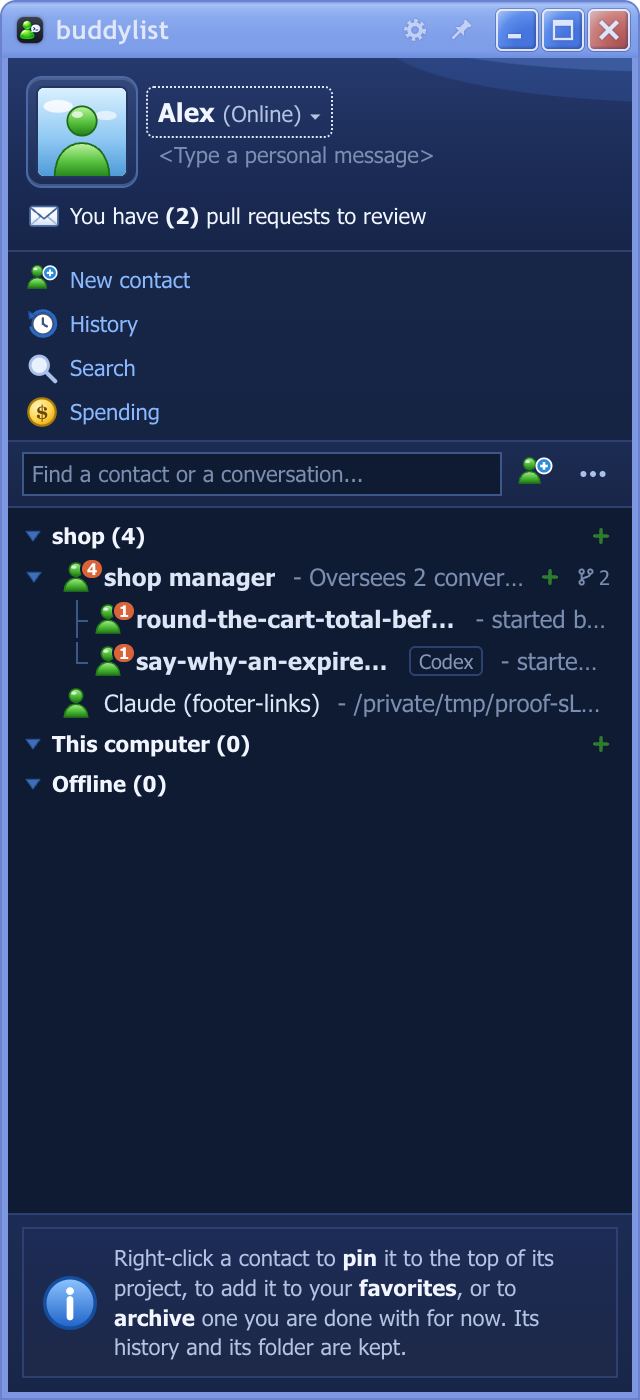 buddylist
Alex (Online)
<Type a personal message>
You have (2) pull requests to review
New contact
History
Search
$
Spending
Find a contact or a conversation...
shop (4)
4
shop manager - Oversees 2 conver... 2
1
round-the-cart-total-bef... - started b...
1
say-why-an-expire... Codex - starte...
Claude (footer-links) - /private/tmp/proof-sL...
This computer (0)
Offline (0)
Right-click a contact to pin it to the top of its
project, to add it to your favorites, or to
archive one you are done with for now. Its
history and its folder are kept.